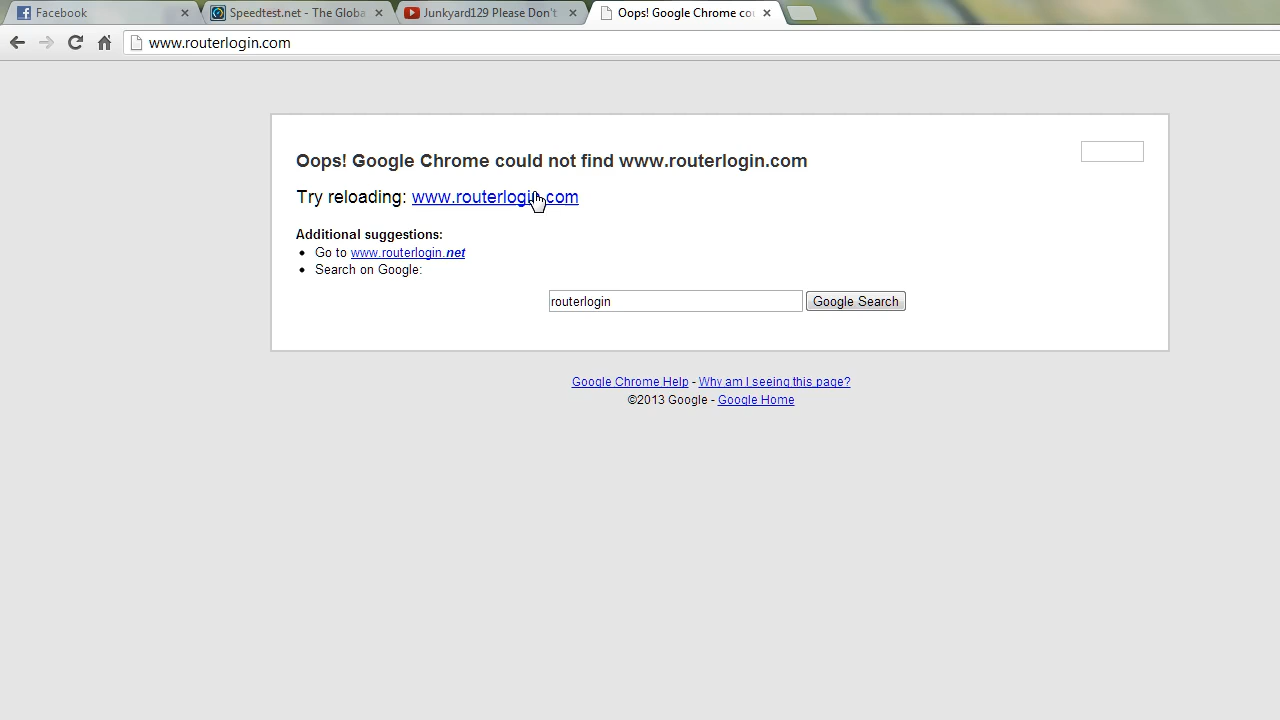 Facebook
Speedtest.net - The Globa
Junkyard129 Please Don't
Oops! Google Chrome cou
www.routerlogin.com
Oops! Google Chrome could not find www.routerlogin.com
Try reloading: www.routerlogin.com
Additional suggestions:
Go to www.routerlogin.net
Search on Google:
routerlogin
Google Search
Google Chrome Help - Why am I seeing this page?
©2013 Google - Google Home